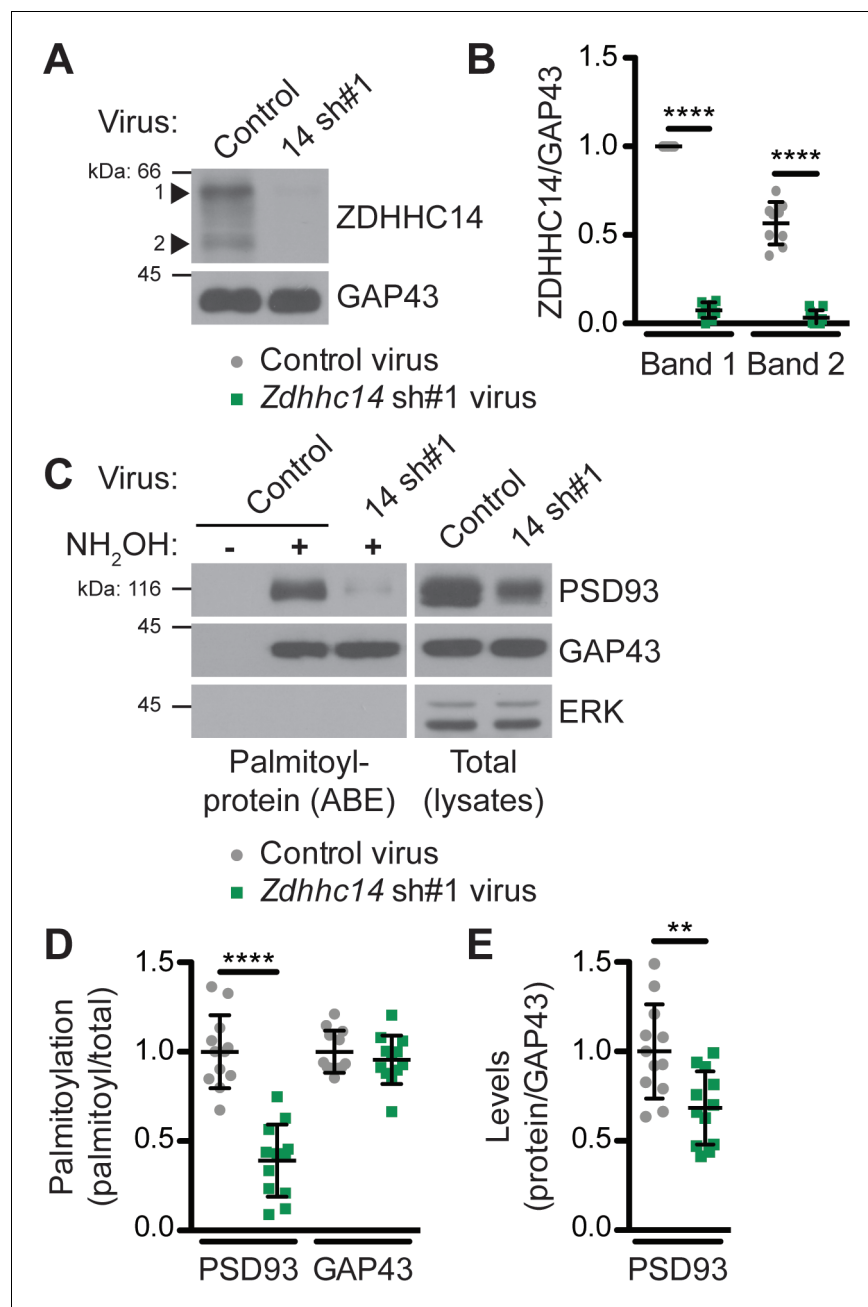 A
Virus:
Control
14 sh#1
kDa: 66
1
2
ZDHHC14
45
GAP43
B
ZDHHC14/GAP43
1.5
1.0
0.5
0.0
****
****
Band 1
Band 2
Control virus
Zdhhc14 sh#1 virus
C
Virus:
Control
14 sh#1
Control
14 sh#1
NH₂OH:
-
+
+
kDa: 116
PSD93
45
GAP43
45
ERK
Palmitoyl-
protein (ABE)
Total
(lysates)
Control virus
Zdhhc14 sh#1 virus
D
Palmitoylation
(palmitoyl/total)
1.5
1.0
0.5
0.0
****
PSD93
GAP43
E
Levels
(protein/GAP43)
1.5
1.0
0.5
0.0
**
PSD93